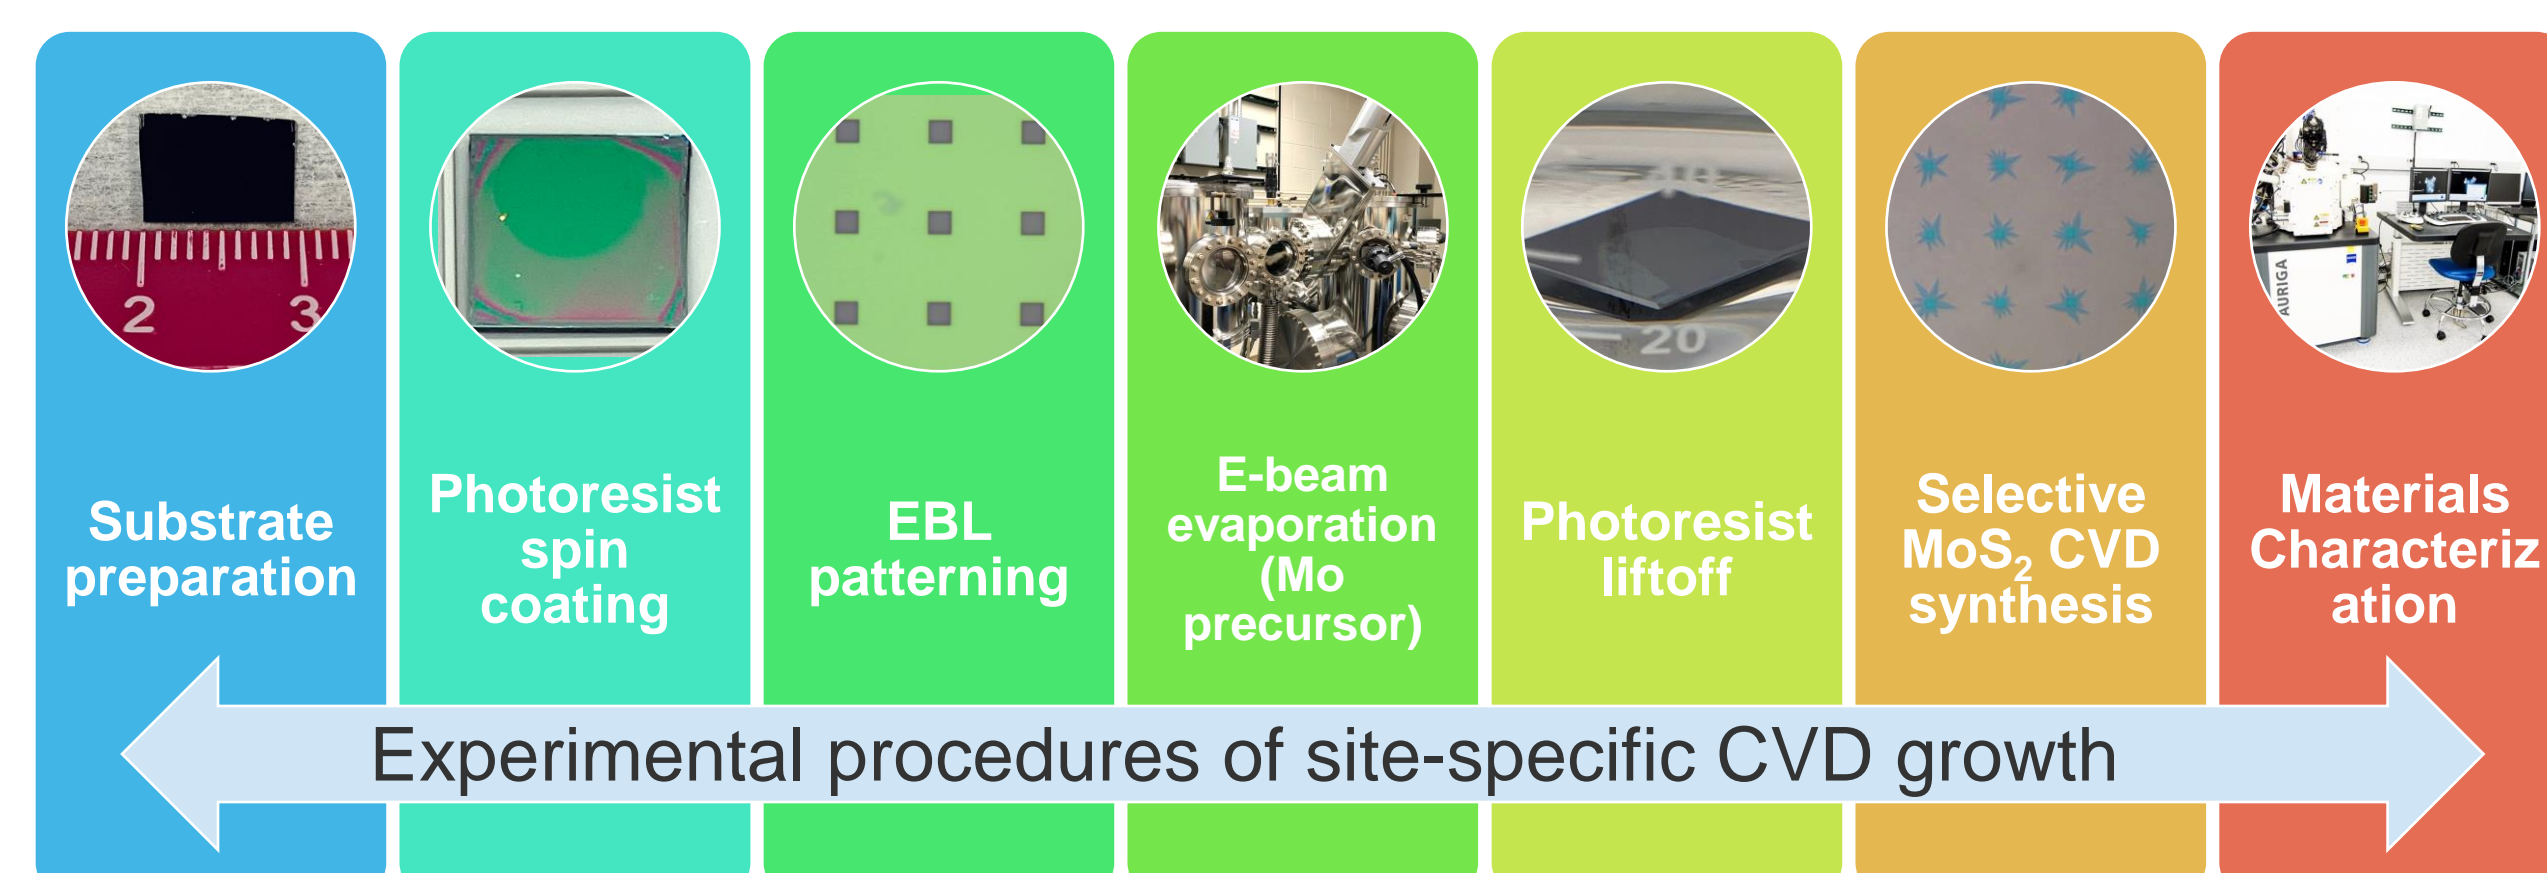 2 3
AURIGA
20
Substrate
preparation
Photoresist
spin
coating
EBL
patterning
E-beam
evaporation
(Mo
precursor)
Photoresist
liftoff
Selective
MoS₂ CVD
synthesis
Materials
Characteriz
ation
Experimental procedures of site-specific CVD growth